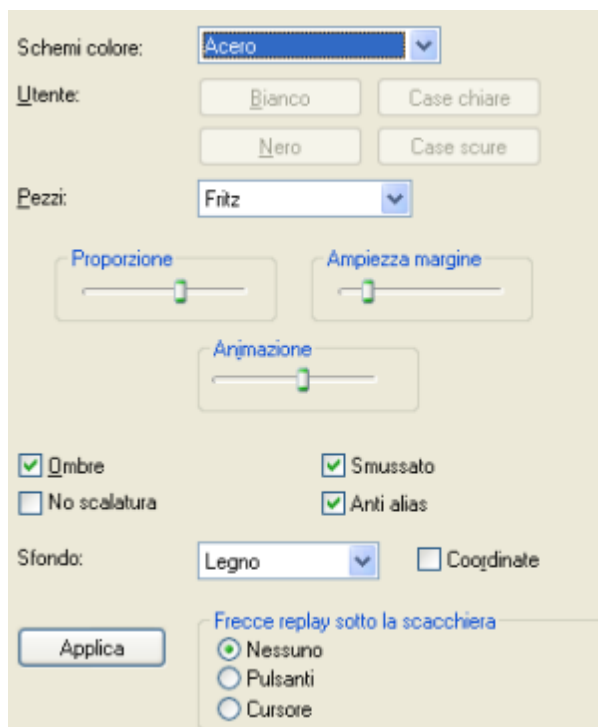 Schemi colore: Acero
Utente: Bianco Case chiare
Nero Case scure
Pezzi: Fritz
Proporzione Ampiezza margine
Animazione
Ombre Smussato
No scalatura Anti alias
Sfondo: Legno Coordinate
Frecce replay sotto la scacchiera
Applica Nessuno
Pulsanti
Cursore